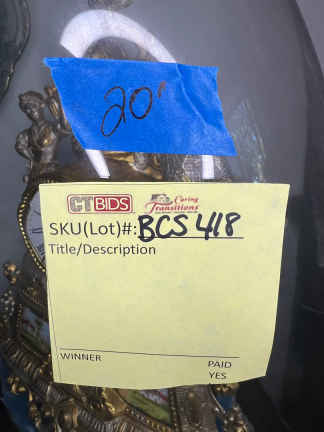 20"
CTBIDS Caring Transitions
SKU(Lot)#: BCS 418
Title/Description
WINNER PAID
YES